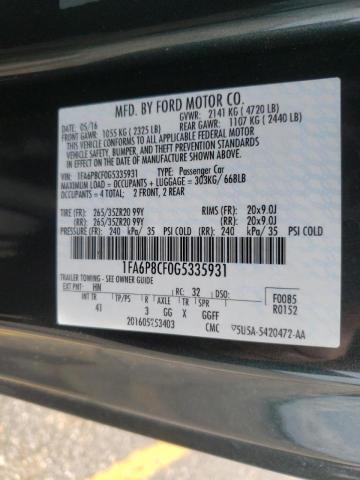 MFD. BY FORD MOTOR CO.
DATE: 05/16 GVWR: 2141 KG ( 4720 LB)
FRONT GAWR: 1055 KG ( 2325 LB) REAR GAWR: 1107 KG ( 2440 LB)
THIS VEHICLE CONFORMS TO ALL APPLICABLE FEDERAL MOTOR
VEHICLE SAFETY, BUMPER, AND THEFT PREVENTION STANDARDS IN
EFFECT ON THE DATE OF MANUFACTURE SHOWN ABOVE.
VIN: 1FA6P8CF0G5335931 TYPE: Passenger Car
MAXIMUM LOAD= OCCUPANTS + LUGGAGE = 303KG/ 668LB
OCCUPANTS = 4 TOTAL: 2 FRONT, 2 REAR
TIRE (FR): 265/35ZR20 99Y RIMS (FR): 20x9.0J
TIRE (RR): 265/35ZR20 99Y RIMS (RR): 20x9.0J
PRESSURE (FR): 240 kPa/ 35 PSI COLD (RR): 240 kPa/ 35 PSI COLD
1FA6P8CF0G5335931
TRAILER TOWING - SEE OWNER GUIDE
EXT PNT: HN RC: 32 DSO: F0085
INT TR TP/PS R AXLE TR SPR R0152
41 3 GG X GGFF
CMC 5U5A-5420472-AA